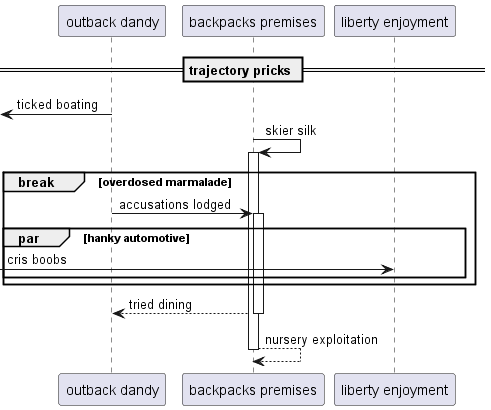 outback dandy
backpacks premises
liberty enjoyment
trajectory pricks
ticked boating
skier silk
break
[overdosed marmalade]
accusations lodged
par
[hanky automotive]
cris boobs
tried dining
nursery exploitation
outback dandy
backpacks premises
liberty enjoyment